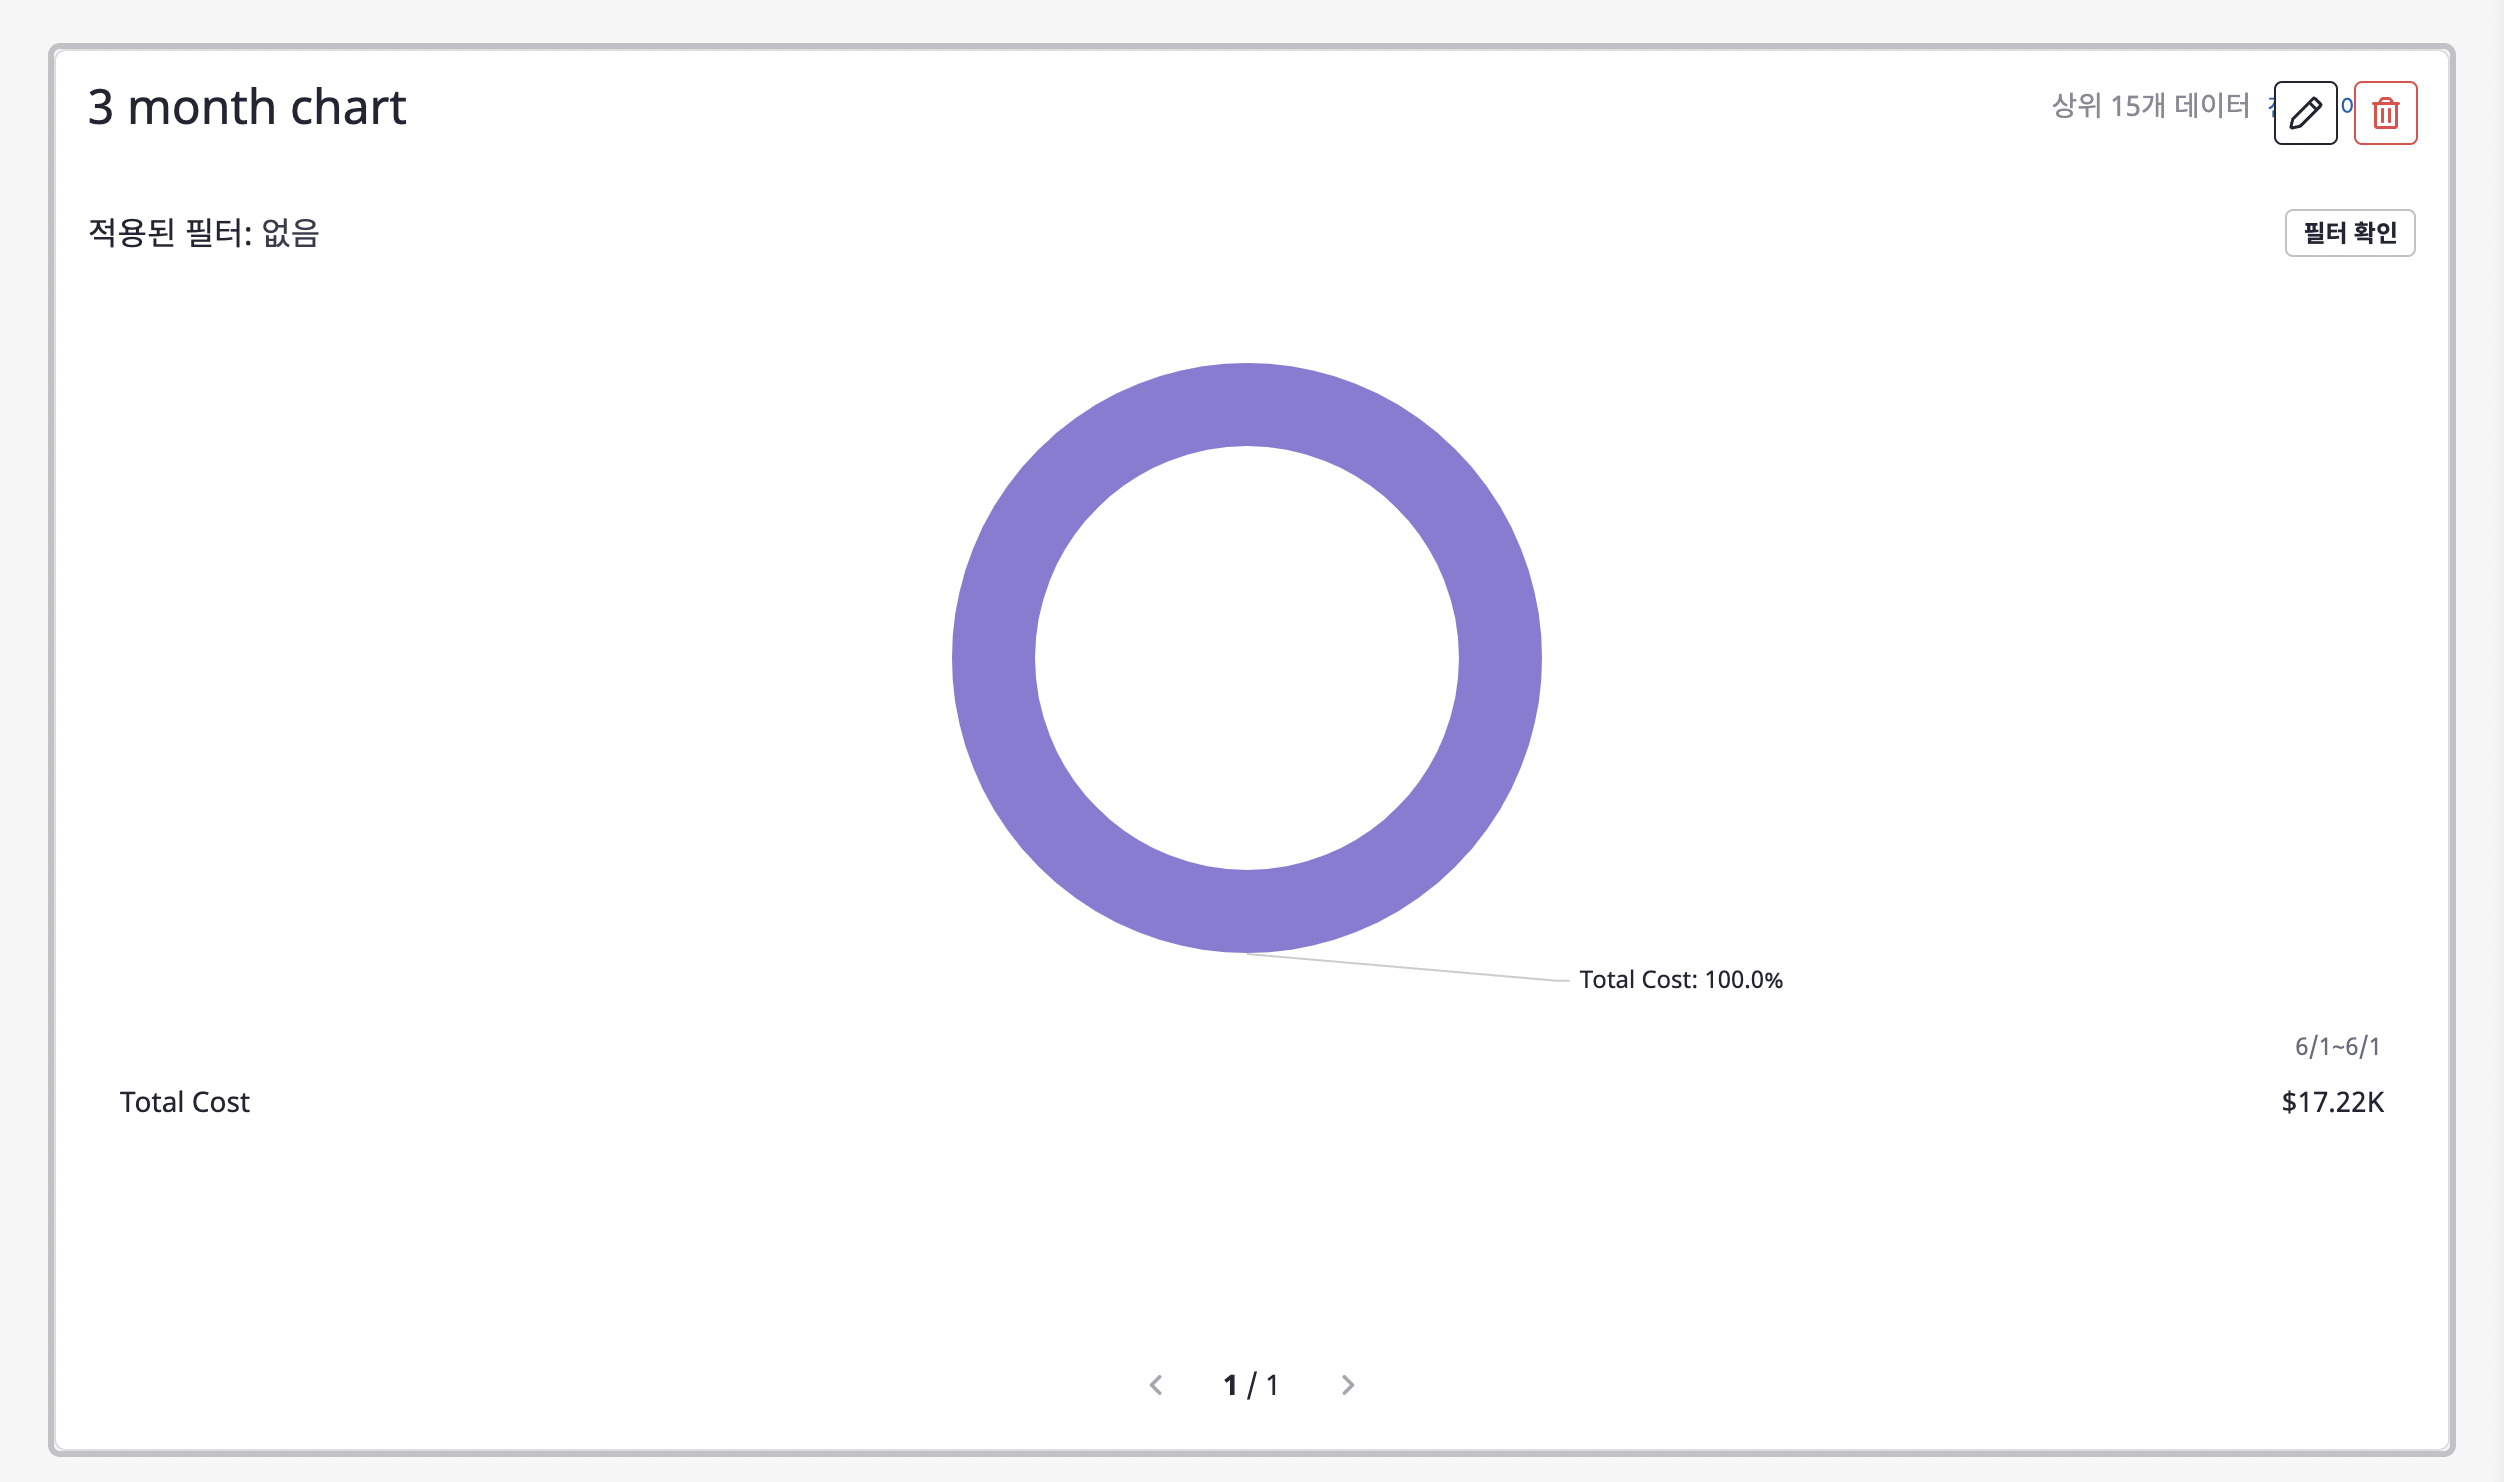 3 month chart
상위 15개 데이터
적용된 필터: 없음
필터 확인
Total Cost: 100.0%
6/1~6/1
Total Cost
$17.22K
1 / 1